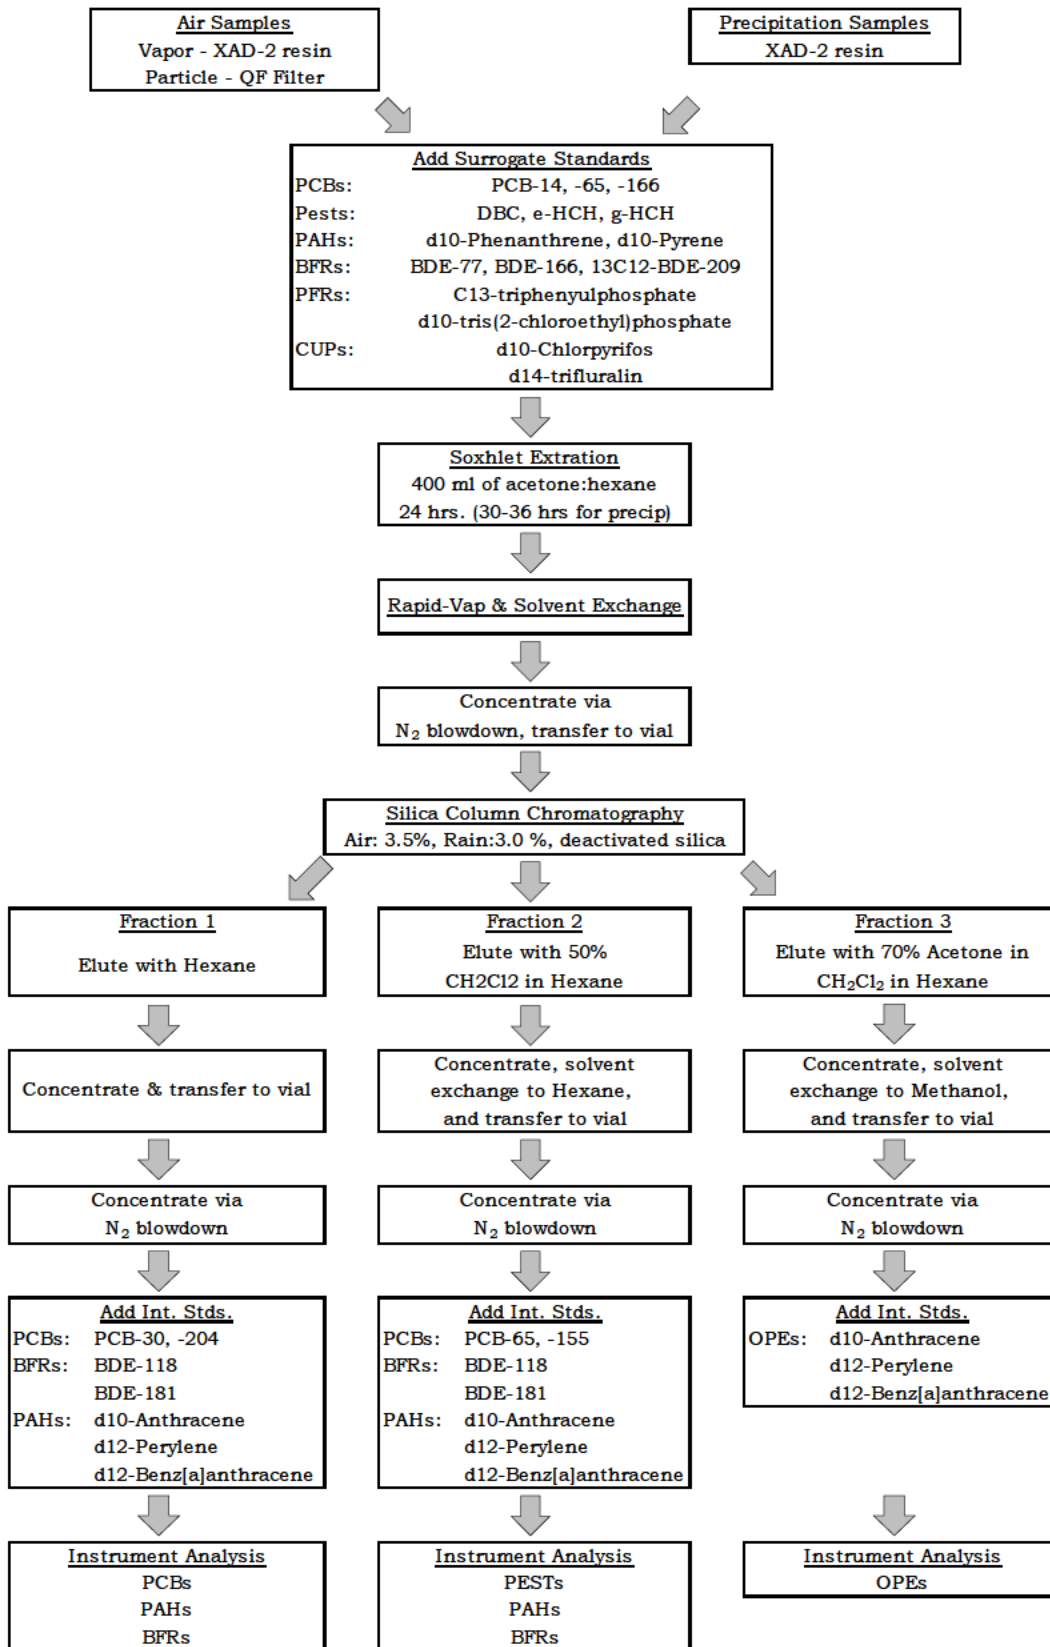 Air Samples
Vapor - XAD-2 resin
Particle - QF Filter
Precipitation Samples
XAD-2 resin
Add Surrogate Standards
PCBs: PCB-14, -65, -166
Pests: DBC, e-HCH, g-HCH
PAHs: d10-Phenanthrene, d10-Pyrene
BFRs: BDE-77, BDE-166, 13C12-BDE-209
PFRs: C13-triphenyulphosphate
d10-tris(2-chloroethyl)phosphate
CUPs: d10-Chlorpyrifos
d14-trifluralin
Soxhlet Extration
400 ml of acetone:hexane
24 hrs. (30-36 hrs for precip)
Rapid-Vap & Solvent Exchange
Concentrate via
N₂ blowdown, transfer to vial
Silica Column Chromatography
Air: 3.5%, Rain:3.0 %, deactivated silica
Fraction 1
Elute with Hexane
Fraction 2
Elute with 50%
CH2Cl2 in Hexane
Fraction 3
Elute with 70% Acetone in
CH₂Cl₂ in Hexane
Concentrate & transfer to vial
Concentrate, solvent
exchange to Hexane,
and transfer to vial
Concentrate, solvent
exchange to Methanol,
and transfer to vial
Concentrate via
N₂ blowdown
Concentrate via
N₂ blowdown
Concentrate via
N₂ blowdown
Add Int. Stds.
PCBs: PCB-30, -204
BFRs: BDE-118
BDE-181
PAHs: d10-Anthracene
d12-Perylene
d12-Benz[a]anthracene
Add Int. Stds.
PCBs: PCB-65, -155
BFRs: BDE-118
BDE-181
PAHs: d10-Anthracene
d12-Perylene
d12-Benz[a]anthracene
Add Int. Stds.
OPEs: d10-Anthracene
d12-Perylene
d12-Benz[a]anthracene
Instrument Analysis
PCBs
PAHs
BFRs
Instrument Analysis
PESTs
PAHs
BFRs
Instrument Analysis
OPEs